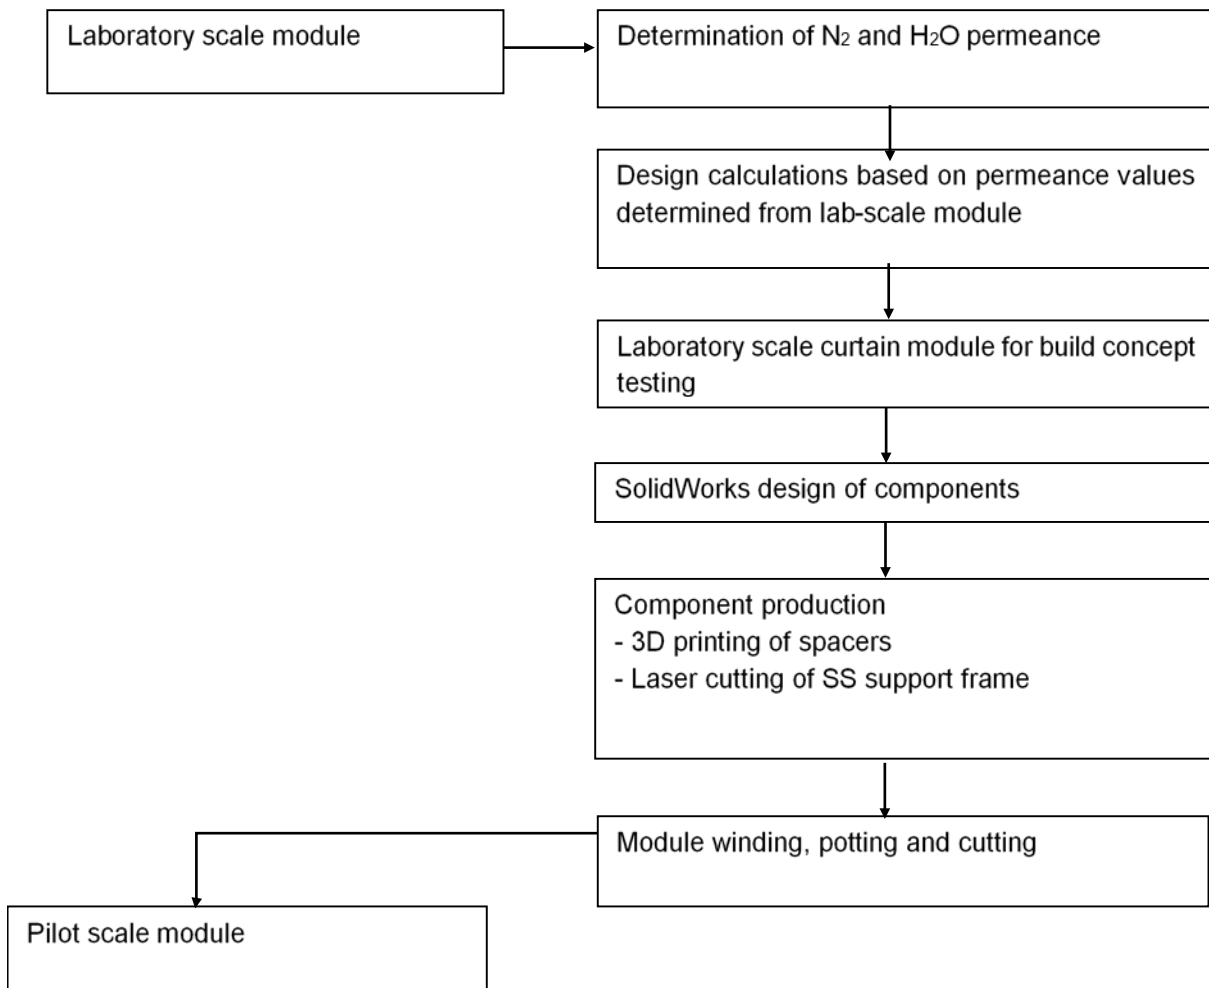 Laboratory scale module
Determination of N₂ and H₂O permeance
Design calculations based on permeance values
determined from lab-scale module
Laboratory scale curtain module for build concept
testing
SolidWorks design of components
Component production
- 3D printing of spacers
- Laser cutting of SS support frame
Module winding, potting and cutting
Pilot scale module